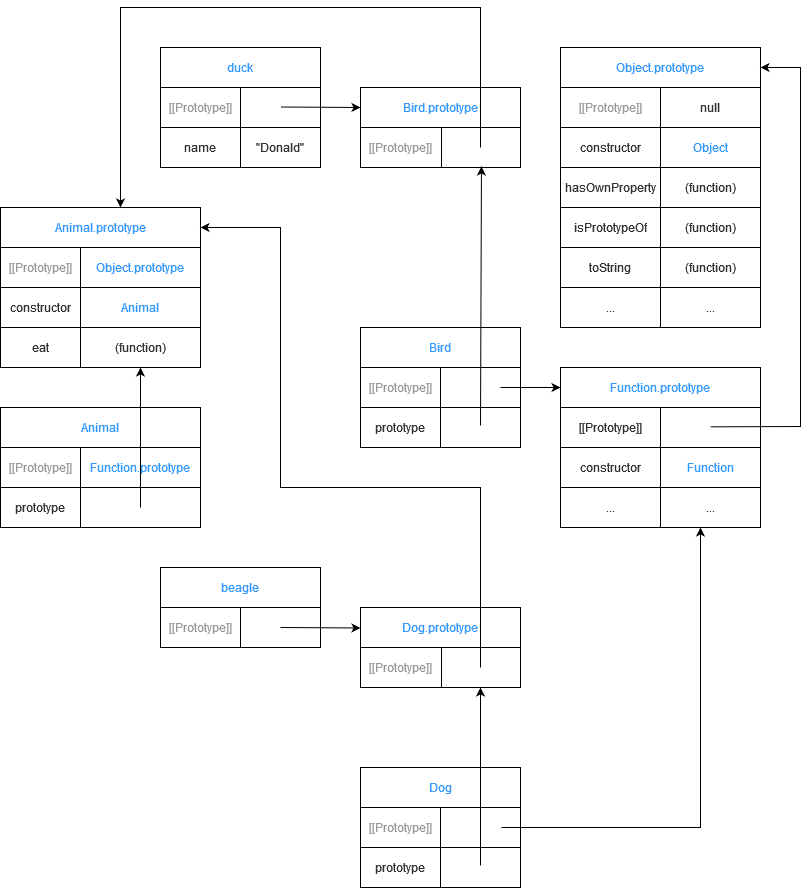 duck
[[Prototype]]
name "Donald"
Bird.prototype
[[Prototype]]
Object.prototype
[[Prototype]] null
constructor Object
hasOwnProperty (function)
isPrototypeOf (function)
toString (function)
... ...
Animal.prototype
[[Prototype]] Object.prototype
constructor Animal
eat (function)
Animal
[[Prototype]] Function.prototype
prototype
Bird
[[Prototype]]
prototype
Function.prototype
[[Prototype]]
constructor Function
... ...
beagle
[[Prototype]]
Dog.prototype
[[Prototype]]
Dog
[[Prototype]]
prototype